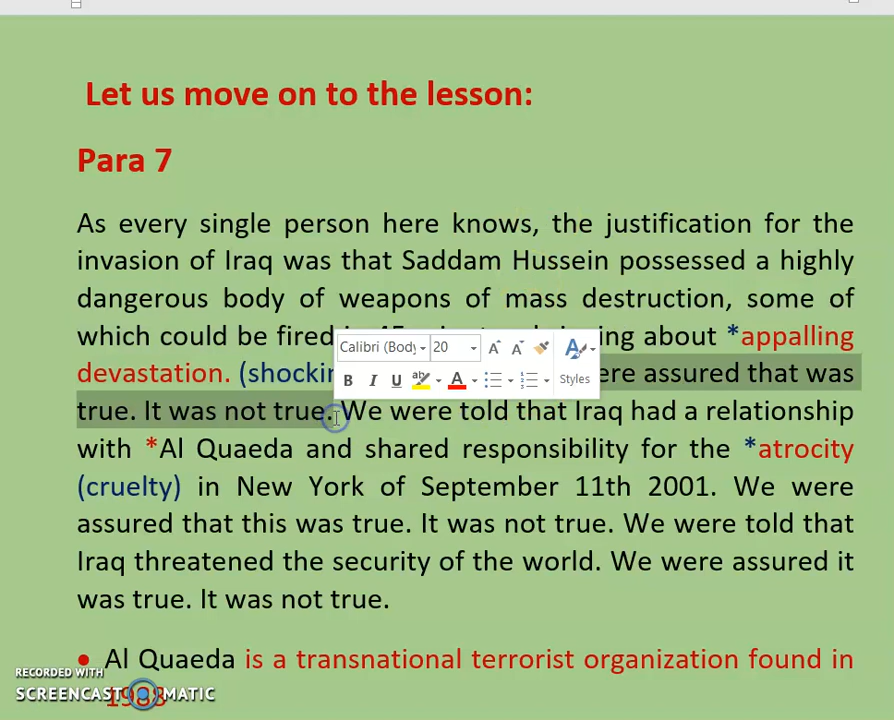 Let us move on to the lesson:
Para 7
As every single person here knows, the justification for the
invasion of Iraq was that Saddam Hussein possessed a highly
dangerous body of weapons of mass destruction, some of
which could be fired about *appalling
devastation. (shockin assured that was
true. It was not true. We were told that Iraq had a relationship
with *Al Quaeda and shared responsibility for the *atrocity
(cruelty) in New York of September 11th 2001. We were
assured that this was true. It was not true. We were told that
Iraq threatened the security of the world. We were assured it
was true. It was not true.
Calibri (Body 20
B I U ab A Styles
• Al Quaeda is a transnational terrorist organization found in
1988
RECORDED WITH
SCREENCAST MATIC